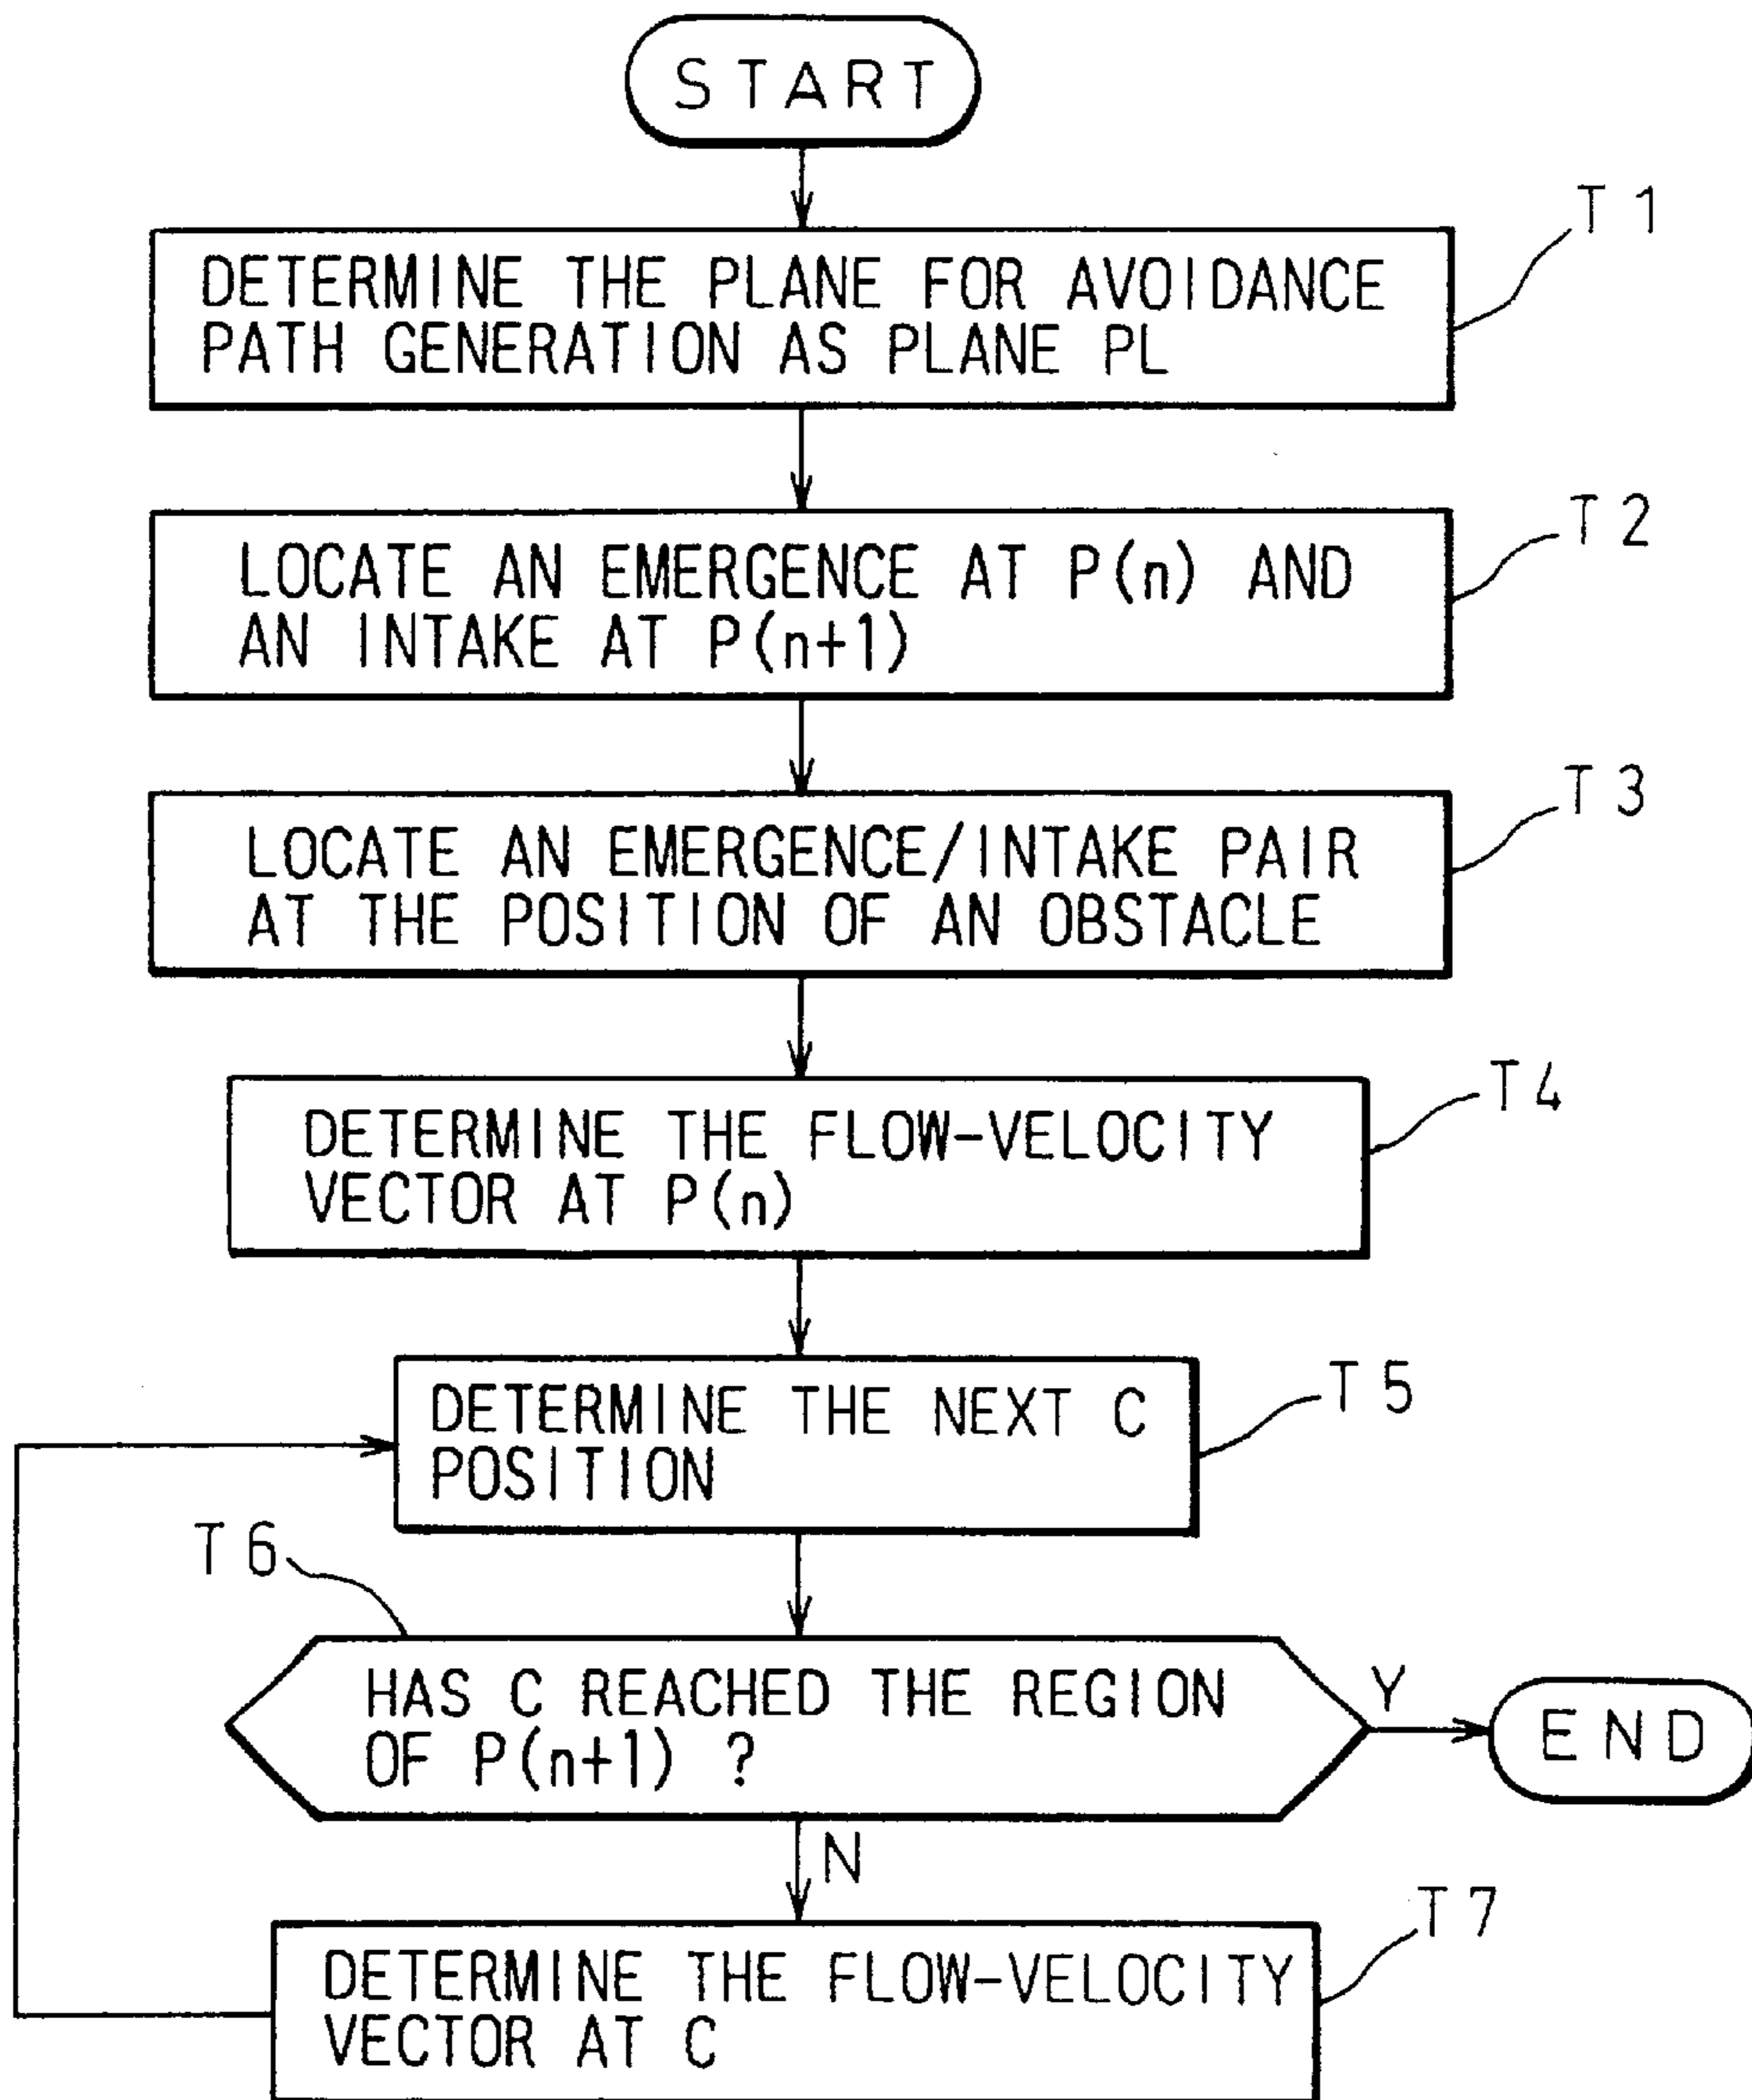 START
T1
DETERMINE THE PLANE FOR AVOIDANCE
PATH GENERATION AS PLANE PL
T2
LOCATE AN EMERGENCE AT P(n) AND
AN INTAKE AT P(n+1)
T3
LOCATE AN EMERGENCE/INTAKE PAIR
AT THE POSITION OF AN OBSTACLE
T4
DETERMINE THE FLOW-VELOCITY
VECTOR AT P(n)
T5
DETERMINE THE NEXT C
POSITION
T6
HAS C REACHED THE REGION
OF P(n+1) ?
Y
END
N
T7
DETERMINE THE FLOW-VELOCITY
VECTOR AT C